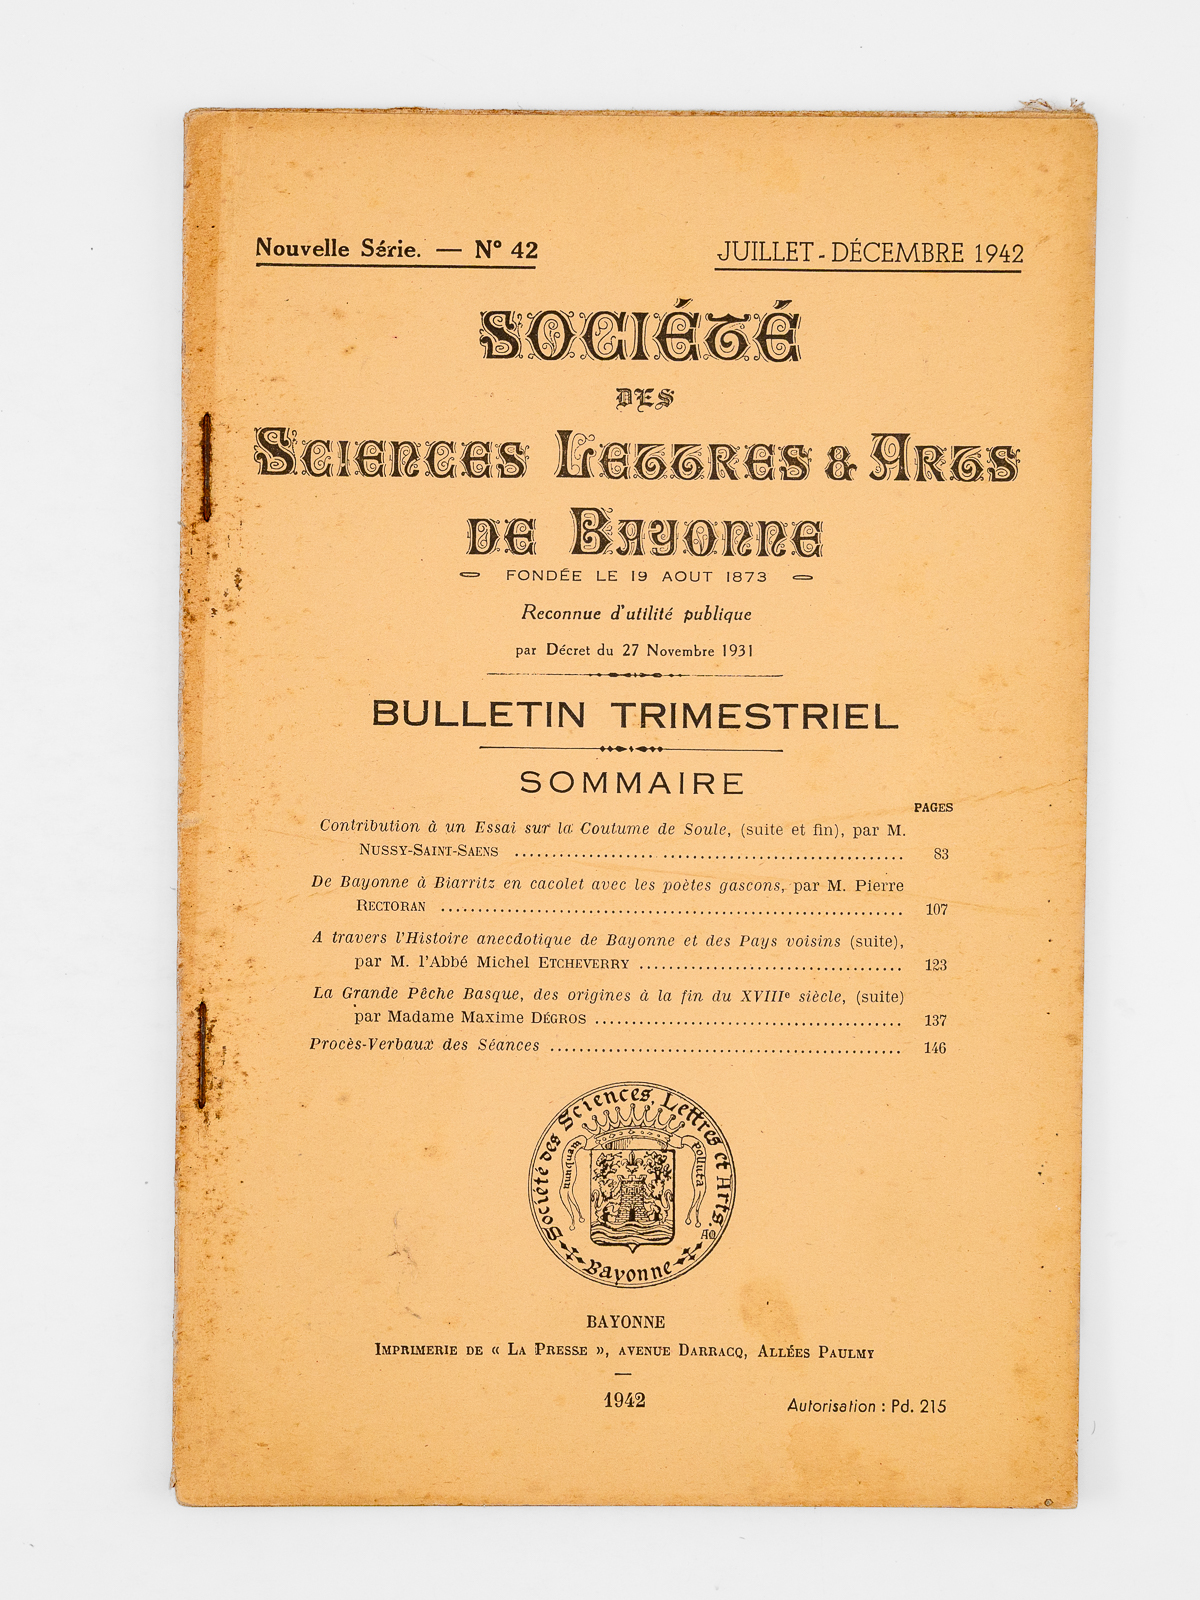 Nouvelle Série. — N° 42
JUILLET - DÉCEMBRE 1942
SOCIÉTÉ
DES
SCIENCES LETTRES & ARTS
DE BAYONNE
FONDÉE LE 19 AOUT 1873
Reconnue d'utilité publique
par Décret du 27 Novembre 1931
BULLETIN TRIMESTRIEL
SOMMAIRE
PAGES
Contribution à un Essai sur la Coutume de Soule, (suite et fin), par M.
NUSSY-SAINT-SAENS ........................................ 83
De Bayonne à Biarritz en cacolet avec les poètes gascons, par M. Pierre
RECTORAN ........................................ 107
A travers l'Histoire anecdotique de Bayonne et des Pays voisins (suite),
par M. l'Abbé Michel ETCHEVERRY ........................................ 123
La Grande Pêche Basque, des origines à la fin du XVIIIe siècle, (suite)
par Madame Maxime DÉGROS ........................................ 137
Procès-Verbaux des Séances ........................................ 146
Société des Sciences, Lettres et Arts.
nunquam polluta
AQ
Bayonne
BAYONNE
IMPRIMERIE DE « LA PRESSE », AVENUE DARRACQ, ALLÉES PAULMY
—
1942
Autorisation : Pd. 215